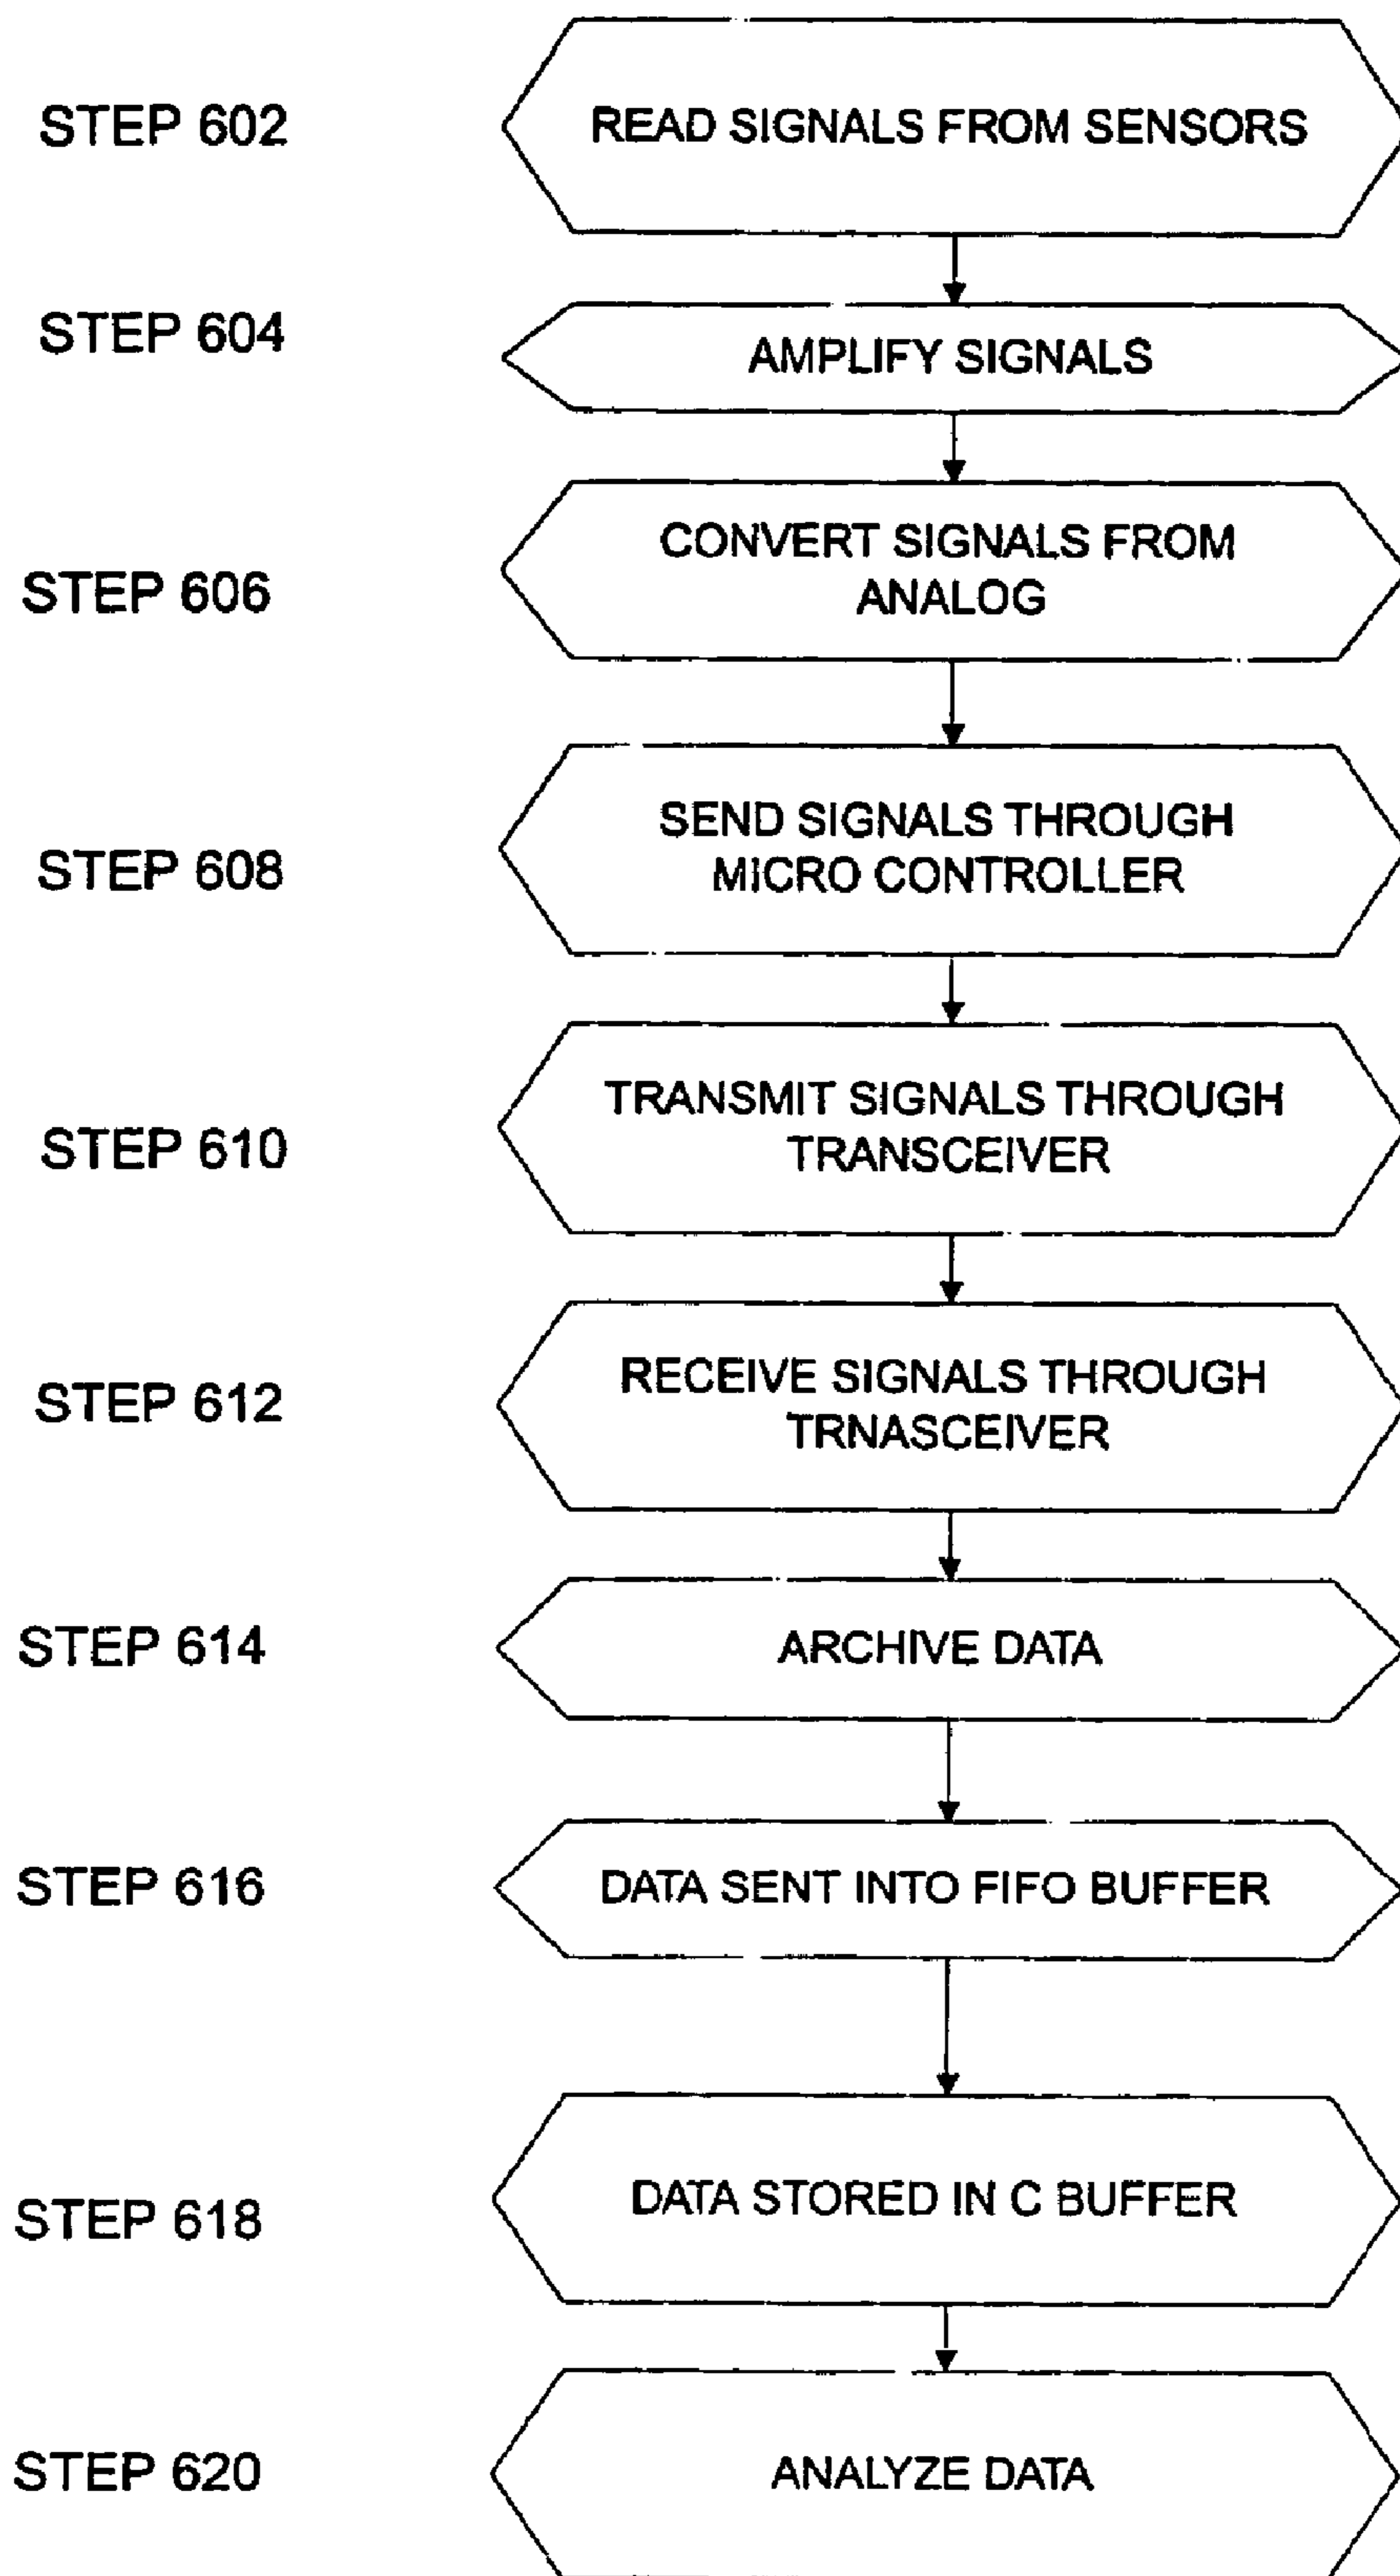 STEP 602
READ SIGNALS FROM SENSORS
STEP 604
AMPLIFY SIGNALS
STEP 606
CONVERT SIGNALS FROM
ANALOG
STEP 608
SEND SIGNALS THROUGH
MICRO CONTROLLER
STEP 610
TRANSMIT SIGNALS THROUGH
TRANSCEIVER
STEP 612
RECEIVE SIGNALS THROUGH
TRNASCEIVER
STEP 614
ARCHIVE DATA
STEP 616
DATA SENT INTO FIFO BUFFER
STEP 618
DATA STORED IN C BUFFER
STEP 620
ANALYZE DATA